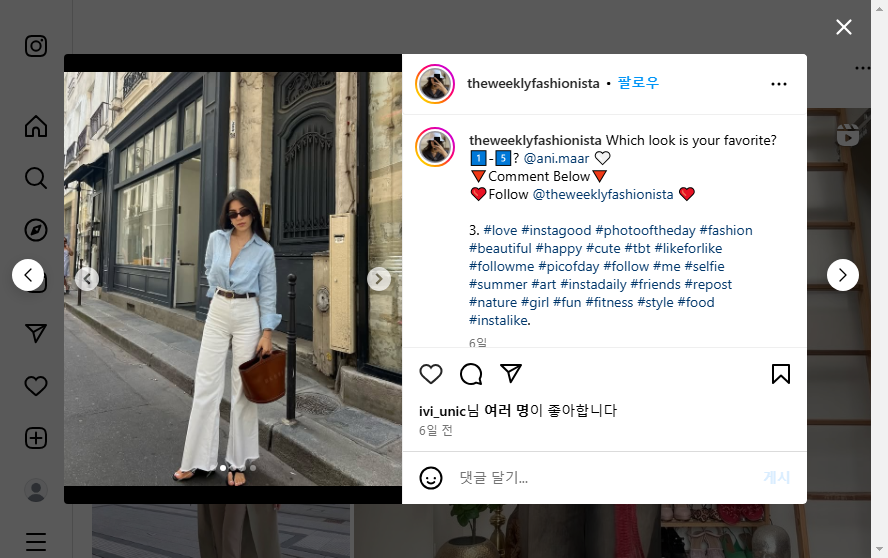 theweeklyfashionista • 팔로우
theweeklyfashionista Which look is your favorite?
1️⃣-5️⃣? @ani.maar 🤍
🔻Comment Below🔻
❤️Follow @theweeklyfashionista ❤️
3. #love #instagood #photooftheday #fashion
#beautiful #happy #cute #tbt #likeforlike
#followme #picofday #follow #me #selfie
#summer #art #instadaily #friends #repost
#nature #girl #fun #fitness #style #food
#instalike.
6일
ivi_unic님 여러 명이 좋아합니다
6일 전
댓글 달기...
게시